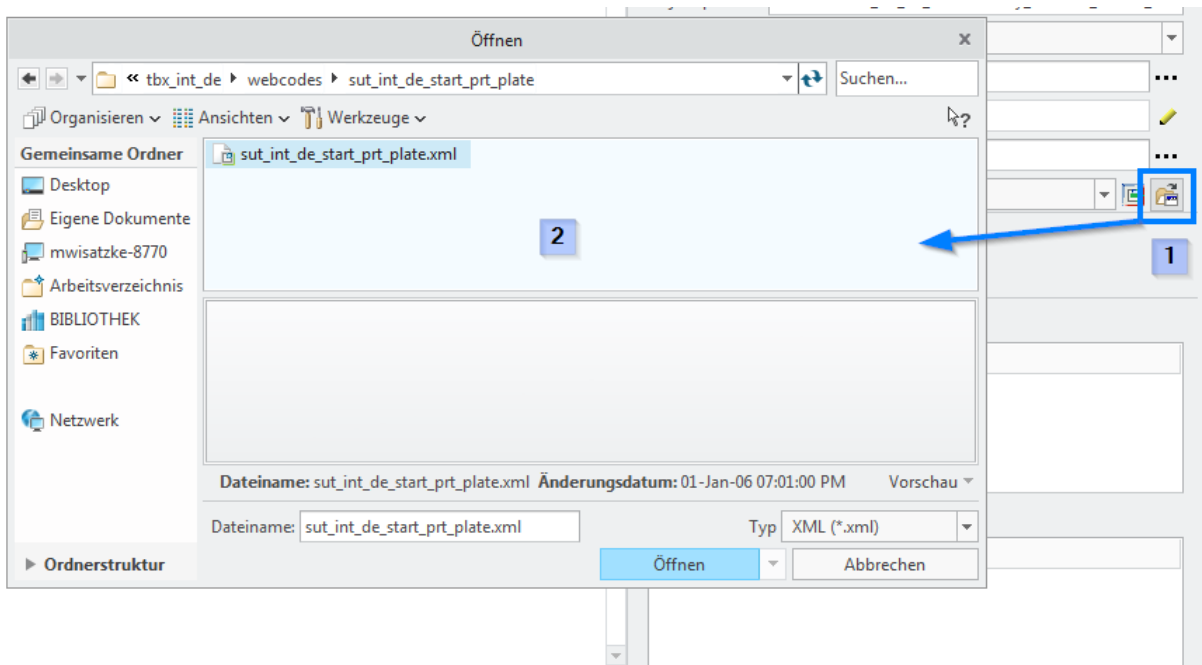 Öffnen
« tbx_int_de webcodes sut_int_de_start_prt_plate Suchen...
Organisieren Ansichten Werkzeuge
Gemeinsame Ordner
sut_int_de_start_prt_plate.xml
Desktop
Eigene Dokumente
mwisatzke-8770
Arbeitsverzeichnis
BIBLIOTHEK
Favoriten
Netzwerk
2
1
Dateiname: sut_int_de_start_prt_plate.xml Änderungsdatum: 01-Jan-06 07:01:00 PM Vorschau
Dateiname: sut_int_de_start_prt_plate.xml Typ XML (*.xml)
Ordnerstruktur
Öffnen Abbrechen